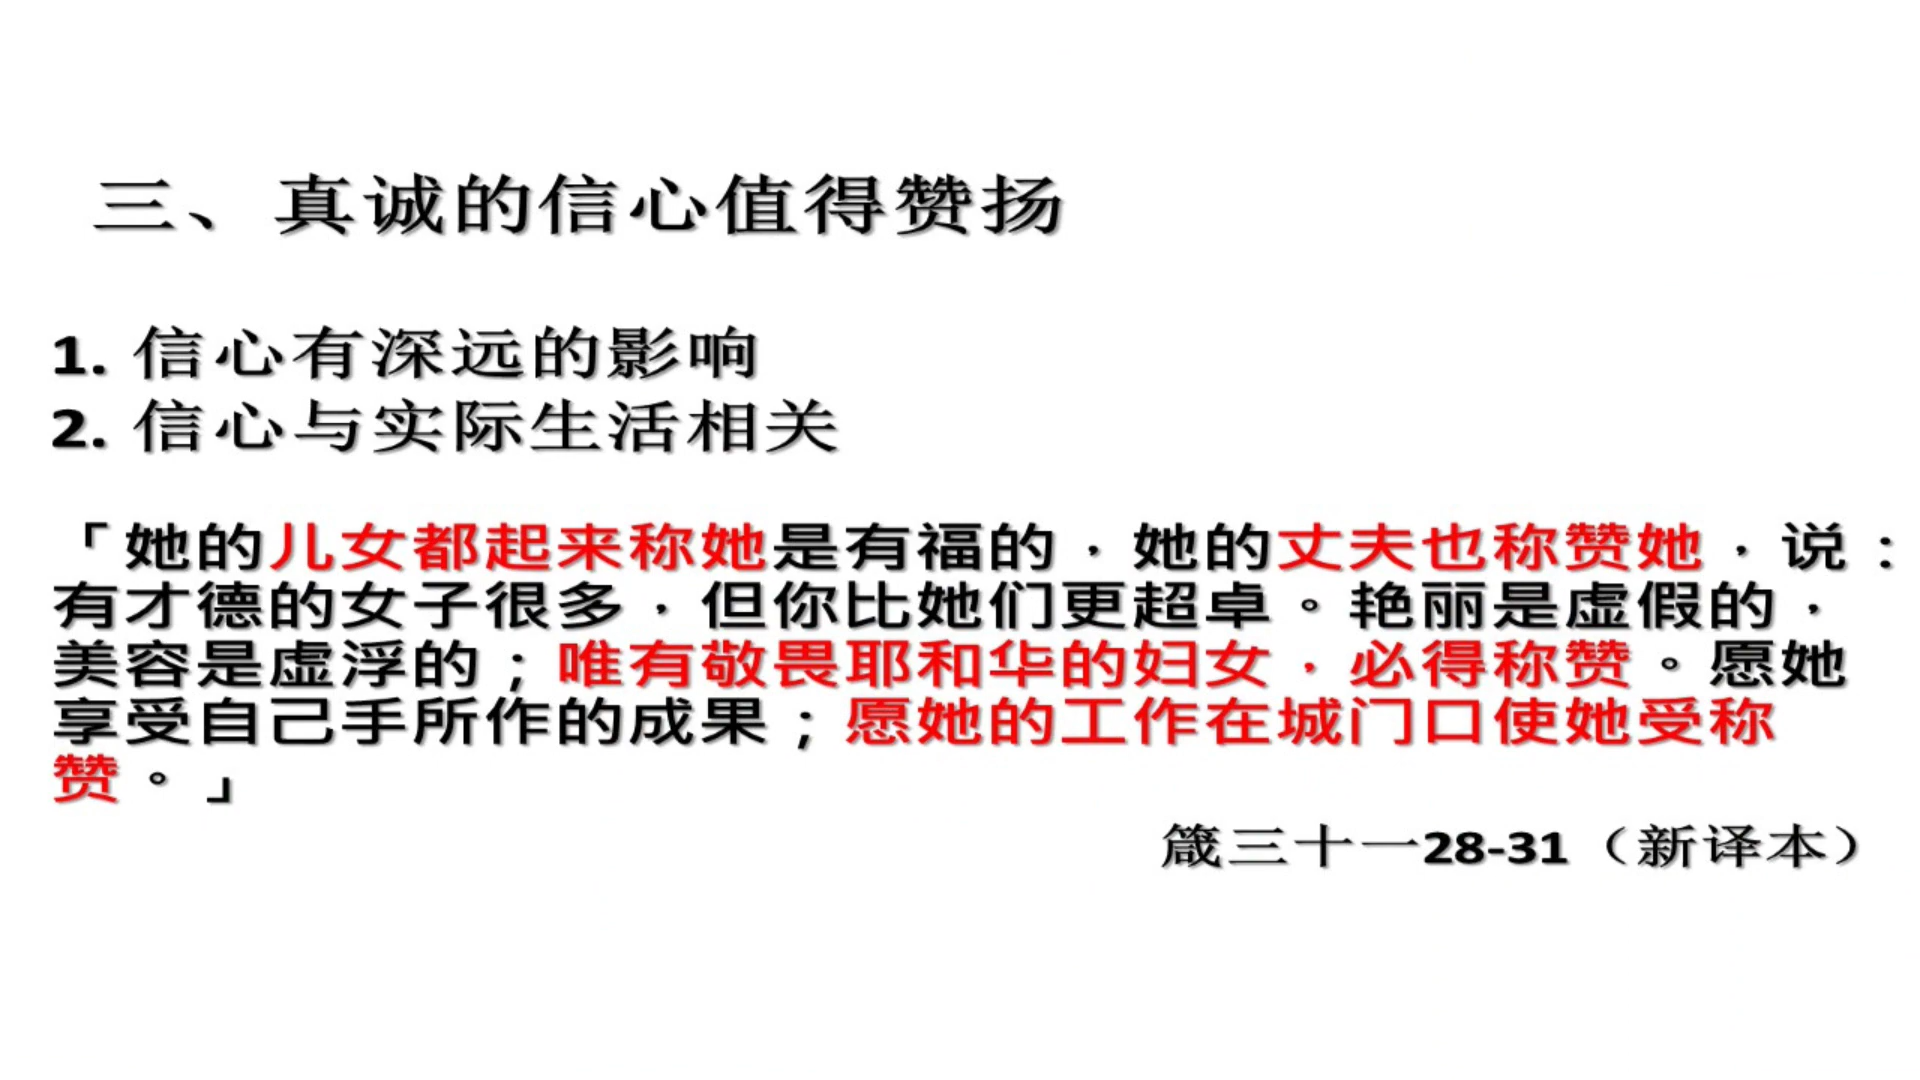 三、真诚的信心值得赞扬
1. 信心有深远的影响
2. 信心与实际生活相关
「她的儿女都起来称她是有福的，她的丈夫也称赞她，说：
有才德的女子很多，但你比她们更超卓。艳丽是虚假的，
美容是虚浮的；唯有敬畏耶和华的妇女，必得称赞。愿她
享受自己手所作的成果；愿她的工作在城门口使她受称
赞。」
箴三十一28-31（新译本）